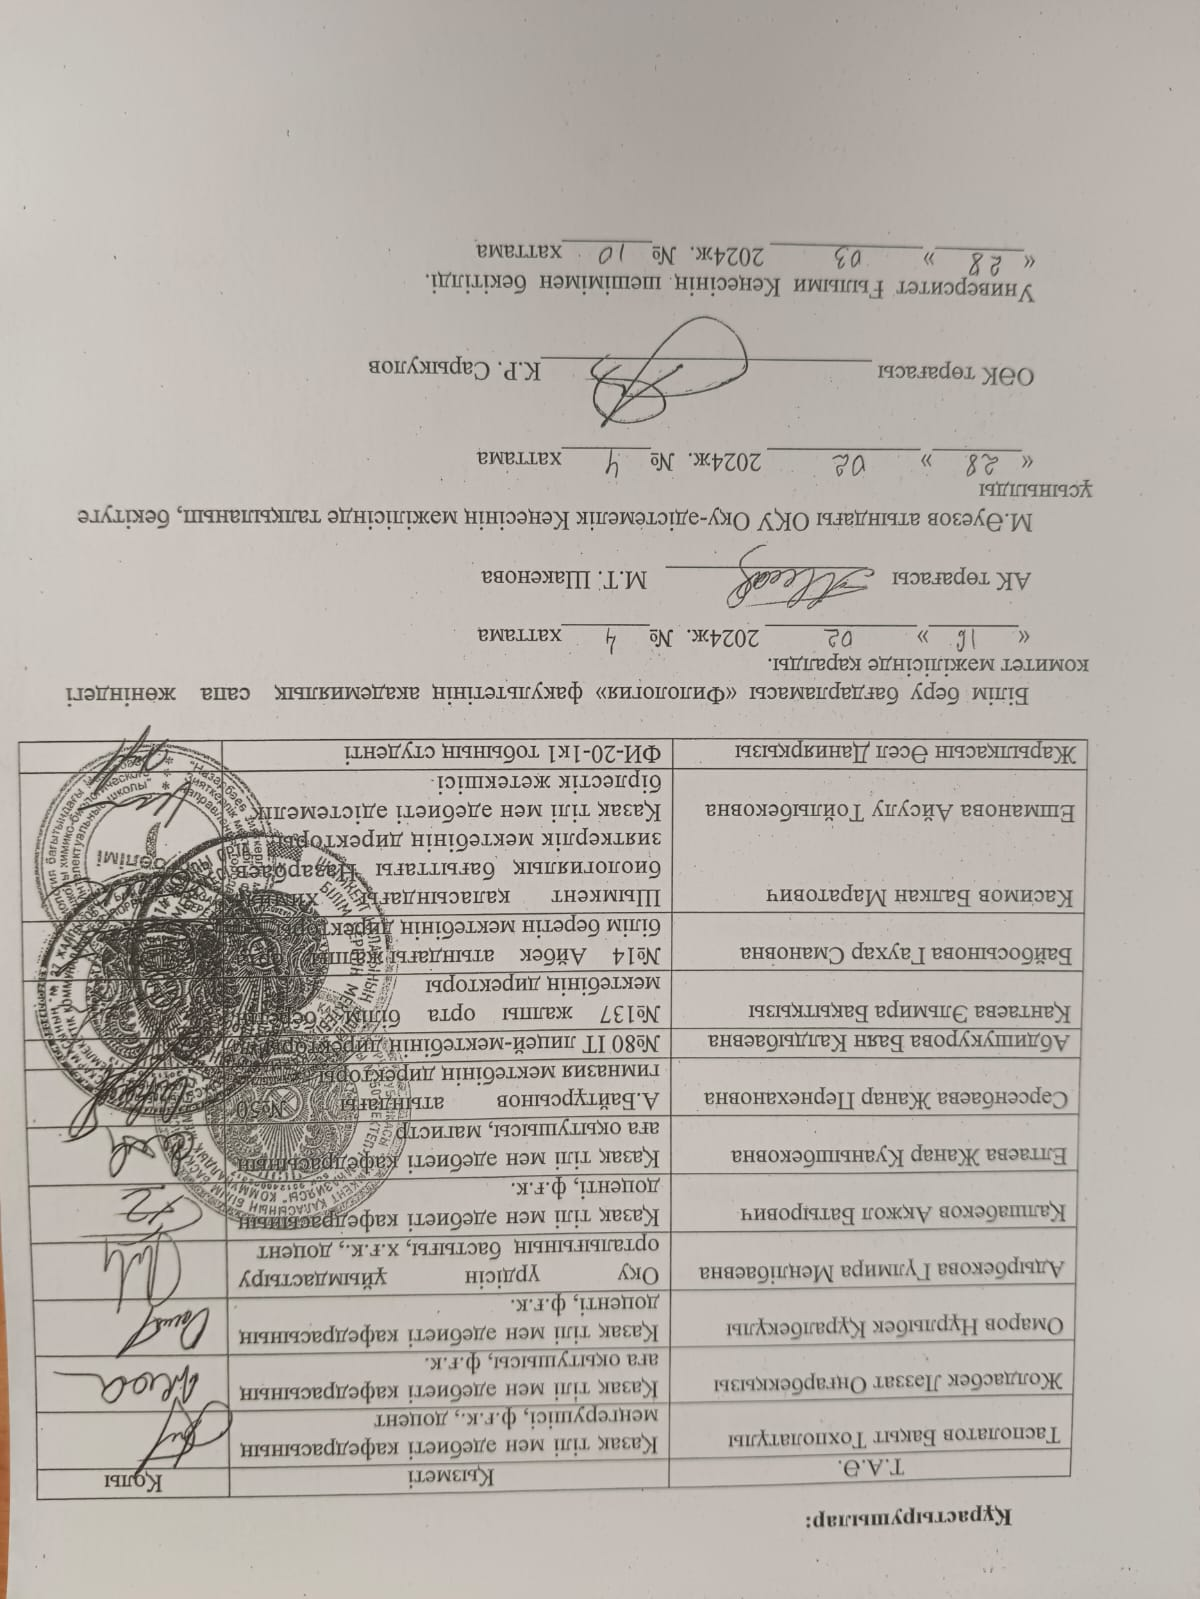 Құрастырушылар:
Т.А.Ә. Қызметі Қолы
Тасполатов Бақыт Тохполатұлы Қазақ тілі мен әдебиеті кафедрасының
меңгерушісі, ф.ғ.к., доцент
Жолдасбек Ләззат Оңғарбекқызы Қазақ тілі мен әдебиеті кафедрасының
аға оқытушысы, ф.ғ.к.
Омаров Нұрлыбек Құралбекұлы Қазақ тілі мен әдебиеті кафедрасының
доценті, ф.ғ.к.
Адырбекова Гүлмира Меңлібаевна Оқу үрдісін ұйымдастыру
орталығының бастығы, х.ғ.к., доцент
Қалшабеков Ақжол Батырович Қазақ тілі мен әдебиеті кафедрасының
доценті, ф.ғ.к.
Елтаева Жанар Куанышбековна Қазақ тілі мен әдебиеті кафедрасының
аға оқытушысы, магистр
Сәрсенбаева Жанар Пернехановна А.Байтұрсынов атындағы №50
гимназия мектебінің директоры
Абдишукурова Баян Калдыбаевна №80 IT лицей-мектебінің директоры
Қантаева Эльмира Бақытқызы №137 жалпы орта білім беретін
мектебінің директоры
Байбосынова Гаухар Смановна №14 Айбек атындағы жалпы орта
білім беретін мектебінің директоры
Касимов Балкан Маратович Шымкент қаласындағы химия
биологиялық бағыттағы Назарбаев
зияткерлік мектебінің директоры
Ешманова Айсулу Тойлыбековна Қазақ тілі мен әдебиеті әдістемелік
бірлестік жетекшісі
Жарылқасын Әсел Даниярқызы ФИ-20-1к1 тобының студенті
Білім беру бағдарламасы «Филология» факультетінің академиялық сапа жөніндегі
комитет мәжілісінде қаралды.
« 16 » 02 2024ж. № 4 хаттама
АК төрағасы М.Т. Шакенова
М.Әуезов атындағы ОҚУ Оқу-әдістемелік Кеңесінің мәжілісінде талқыланып, бекітуге
ұсынылды
« 28 » 02 2024ж. № 4 хаттама
ОӘК төрағасы К.Р. Сарыкулов
Университет Ғылыми Кеңесінің шешімімен бекітілді.
« 28 » 03 2024ж. № 10 хаттама